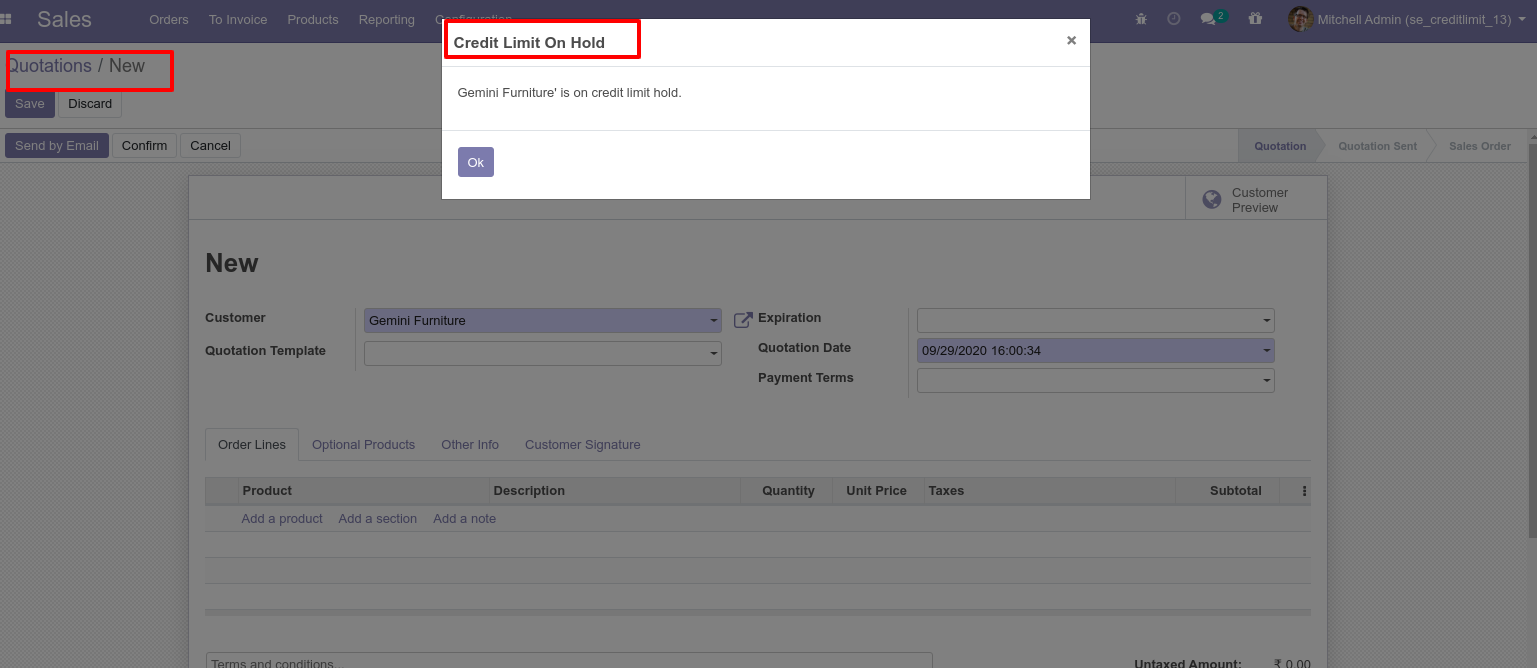 Sales Orders To Invoice Products Reporting Configuration 2 Mitchell Admin (se_creditlimit_13)
Quotations / New
Save Discard
Credit Limit On Hold ×
Gemini Furniture' is on credit limit hold.
Ok
Send by Email Confirm Cancel Quotation Quotation Sent Sales Order
Customer
Preview
New
Customer Gemini Furniture Expiration
Quotation Template Quotation Date 09/29/2020 16:00:34
Payment Terms
Order Lines Optional Products Other Info Customer Signature
Product Description Quantity Unit Price Taxes Subtotal
Add a product Add a section Add a note
Terms and conditions... Untaxed Amount: ₹ 0.00